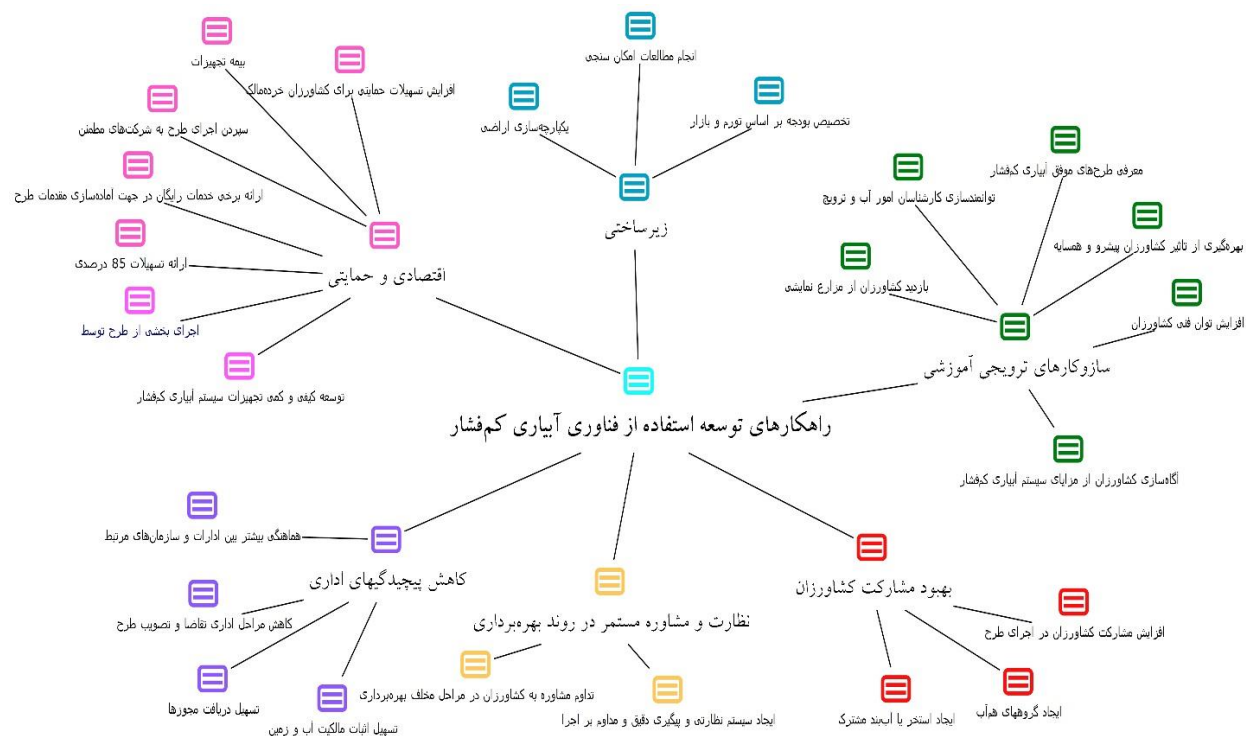 بیمه تجهیزات
افزایش تسهیلات حمایتی برای کشاورزان خرده‌مالک
سپردن اجرای طرح به شرکت‌های مطمئن
ارائه برخی خدمات رایگان در جهت آماده‌سازی مقدمات طرح
ارائه تسهیلات 85 درصدی
اجرای بخشی از طرح توسط
توسعه کیفی و کمی تجهیزات سیستم آبیاری کم‌فشار
اقتصادی و حمایتی
انجام مطالعات امکان سنجی
یکپارچه‌سازی اراضی
تخصیص بودجه بر اساس تورم و بازار
زیرساختی
معرفی طرح‌های موفق آبیاری کم‌فشار
توانمندسازی کارشناسان امور آب و ترویج
بهره‌گیری از تاثیر کشاورزان پیشرو و همسایه
بازدید کشاورزان از مزارع نمایشی
افزایش توان فنی کشاورزان
سازوکارهای ترویجی آموزشی
آگاه‌سازی کشاورزان از مزایای سیستم آبیاری کم‌فشار
راهکارهای توسعه استفاده از فناوری آبیاری کم‌فشار
هماهنگی بیشتر بین ادارات و سازمان‌های مرتبط
کاهش پیچیدگیهای اداری
کاهش مراحل اداری تقاضا و تصویب طرح
تسهیل دریافت مجوزها
تسهیل اثبات مالکیت آب و زمین
نظارت و مشاوره مستمر در روند بهره‌برداری
تداوم مشاوره به کشاورزان در مراحل مخلف بهره‌برداری
ایجاد سیستم نظارتی و پیگیری دقیق و مداوم بر اجرا
بهبود مشارکت کشاورزان
افزایش مشارکت کشاورزان در اجرای طرح
ایجاد گروههای هم‌آب
ایجاد استخر یا آب‌بند مشترک